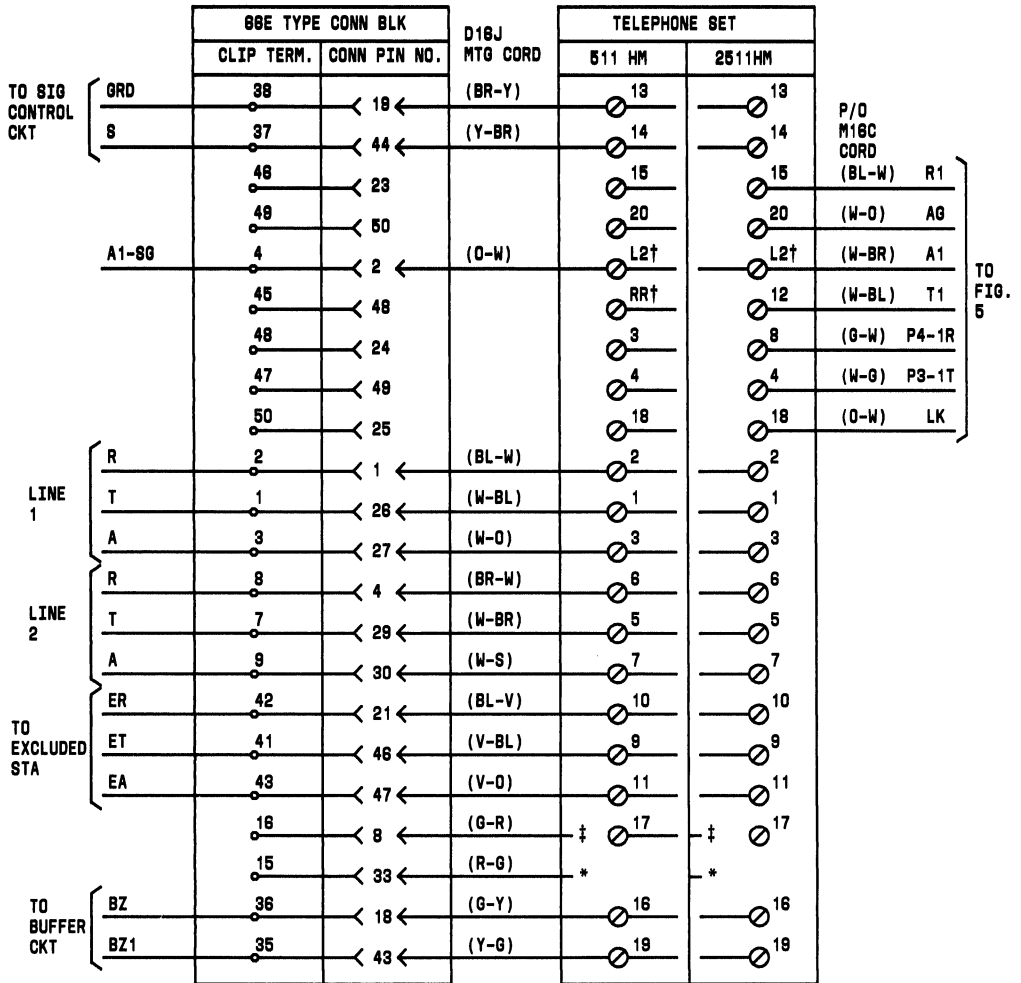 66E TYPE CONN BLK
D16J
MTG CORD
TELEPHONE SET
CLIP TERM. CONN PIN NO.
511 HM 2511HM
TO SIG
CONTROL
CKT
P/O
M16C
CORD
GRD 38 19 (BR-Y) 13 13
S 37 44 (Y-BR) 14 14
46 23 15 15 (BL-W) R1
49 50 20 20 (W-O) AG
A1-SG 4 2 (O-W) L2† L2† (W-BR) A1
45 48 RR† 12 (W-BL) T1
48 24 3 8 (G-W) P4-1R
47 49 4 4 (W-G) P3-1T
50 25 18 18 (O-W) LK
TO
FIG.
5
LINE
1
R 2 1 (BL-W) 2 2
T 1 26 (W-BL) 1 1
A 3 27 (W-O) 3 3
LINE
2
R 8 4 (BR-W) 6 6
T 7 29 (W-BR) 5 5
A 9 30 (W-S) 7 7
TO
EXCLUDED
STA
ER 42 21 (BL-V) 10 10
ET 41 46 (V-BL) 9 9
EA 43 47 (V-O) 11 11
16 8 (G-R) ‡ 17 ‡ 17
15 33 (R-G) * *
TO
BUFFER
CKT
BZ 36 18 (G-Y) 16 16
BZ1 35 43 (Y-G) 19 19